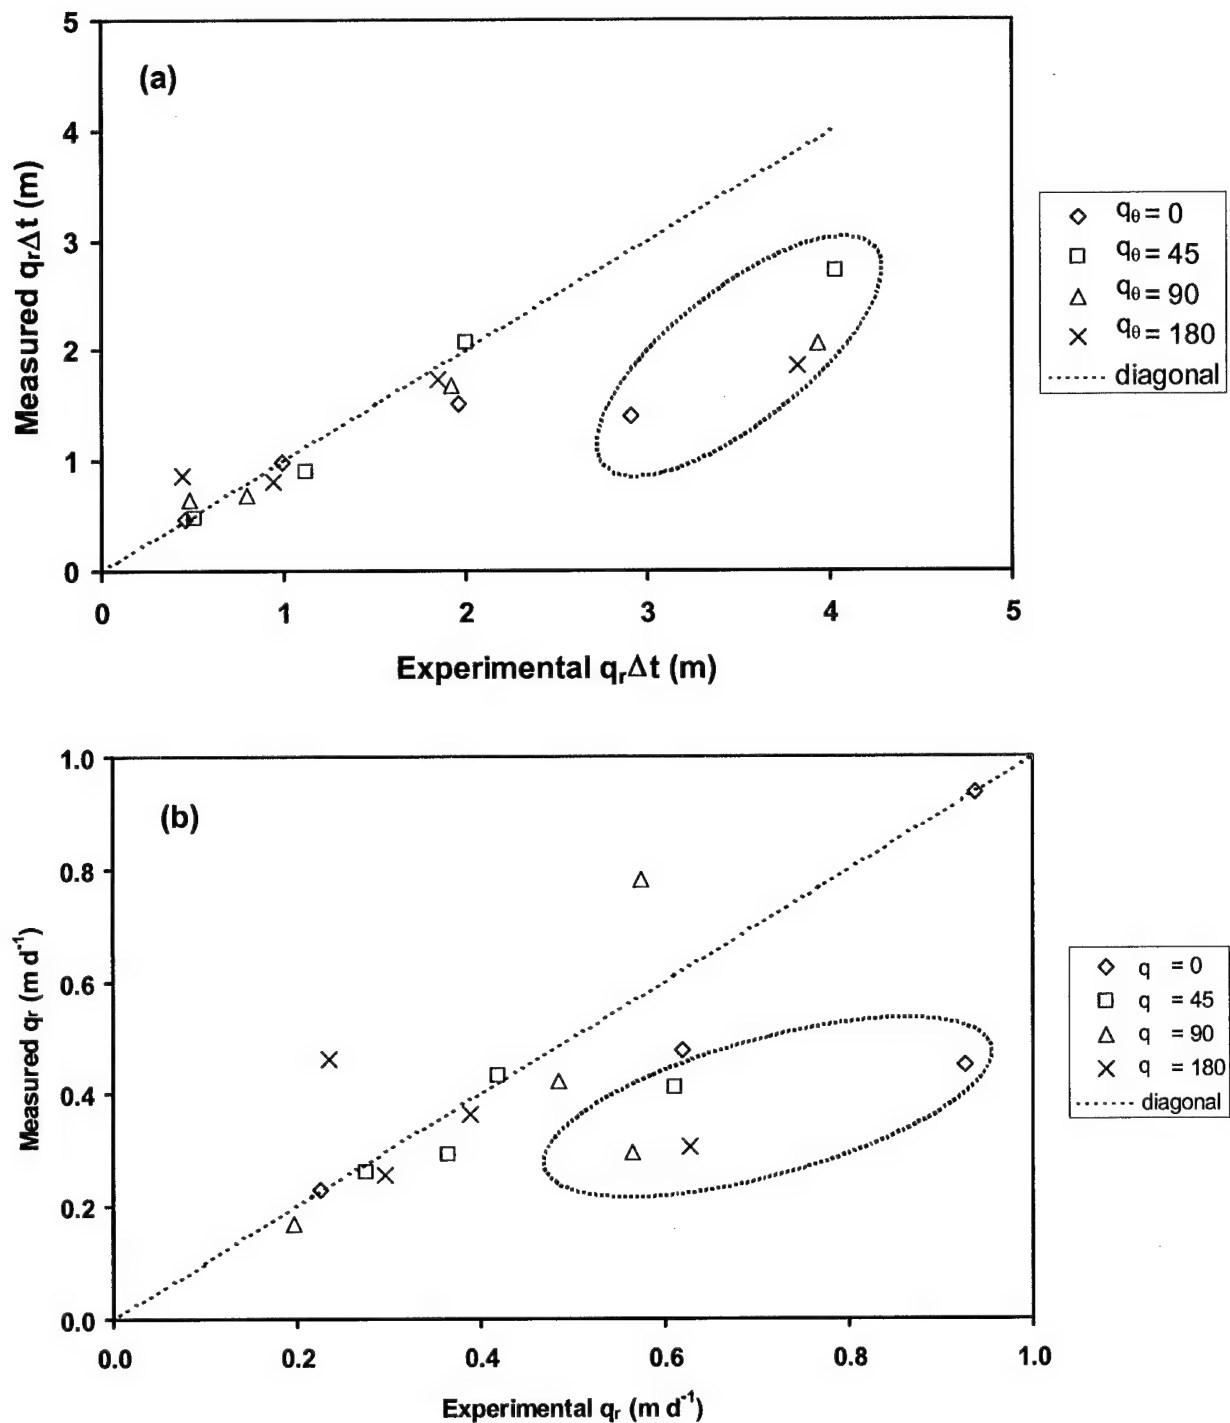 (a)
5
4
3
2
1
0
Measured qᵣΔt (m)
0 1 2 3 4 5
Experimental qᵣΔt (m)
qθ = 0
qθ = 45
qθ = 90
qθ = 180
diagonal
(b)
1.0
0.8
0.6
0.4
0.2
0.0
Measured qᵣ (m d⁻¹)
0.0 0.2 0.4 0.6 0.8 1.0
Experimental qᵣ (m d⁻¹)
q = 0
q = 45
q = 90
q = 180
diagonal